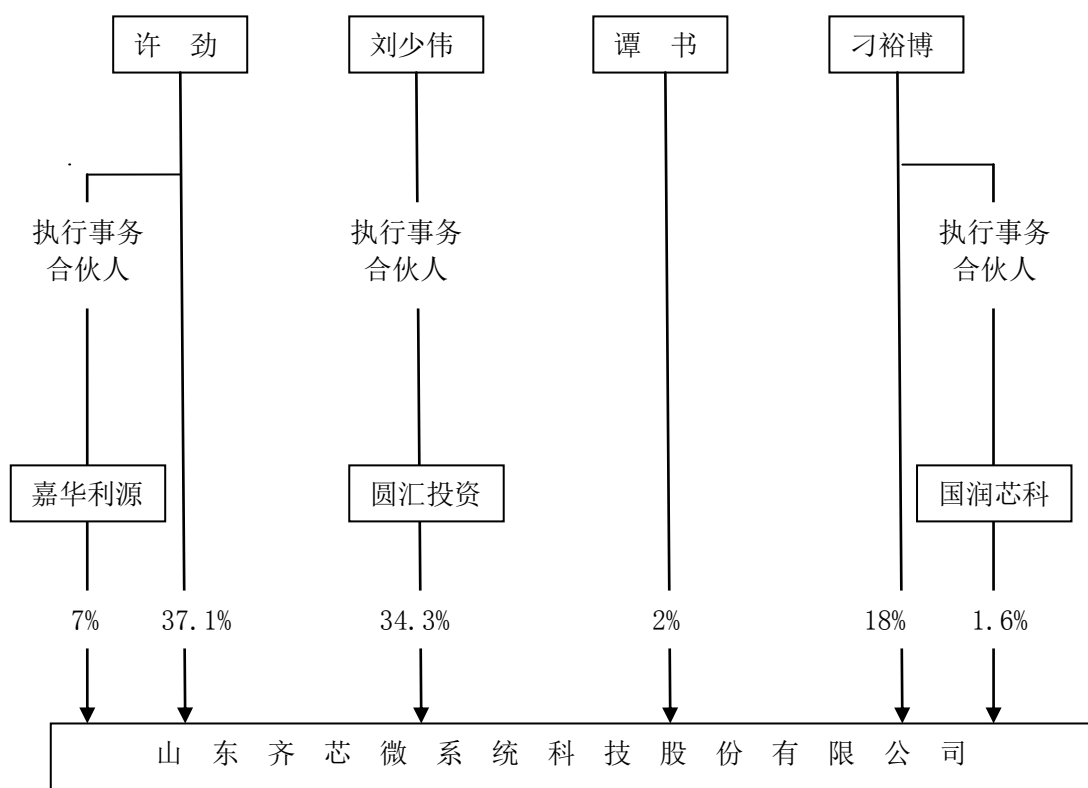 许 劲
刘少伟
谭 书
刁裕博
执行事务
合伙人
执行事务
合伙人
执行事务
合伙人
嘉华利源
圆汇投资
国润芯科
7%
37.1%
34.3%
2%
18%
1.6%
山东齐芯微系统科技股份有限公司